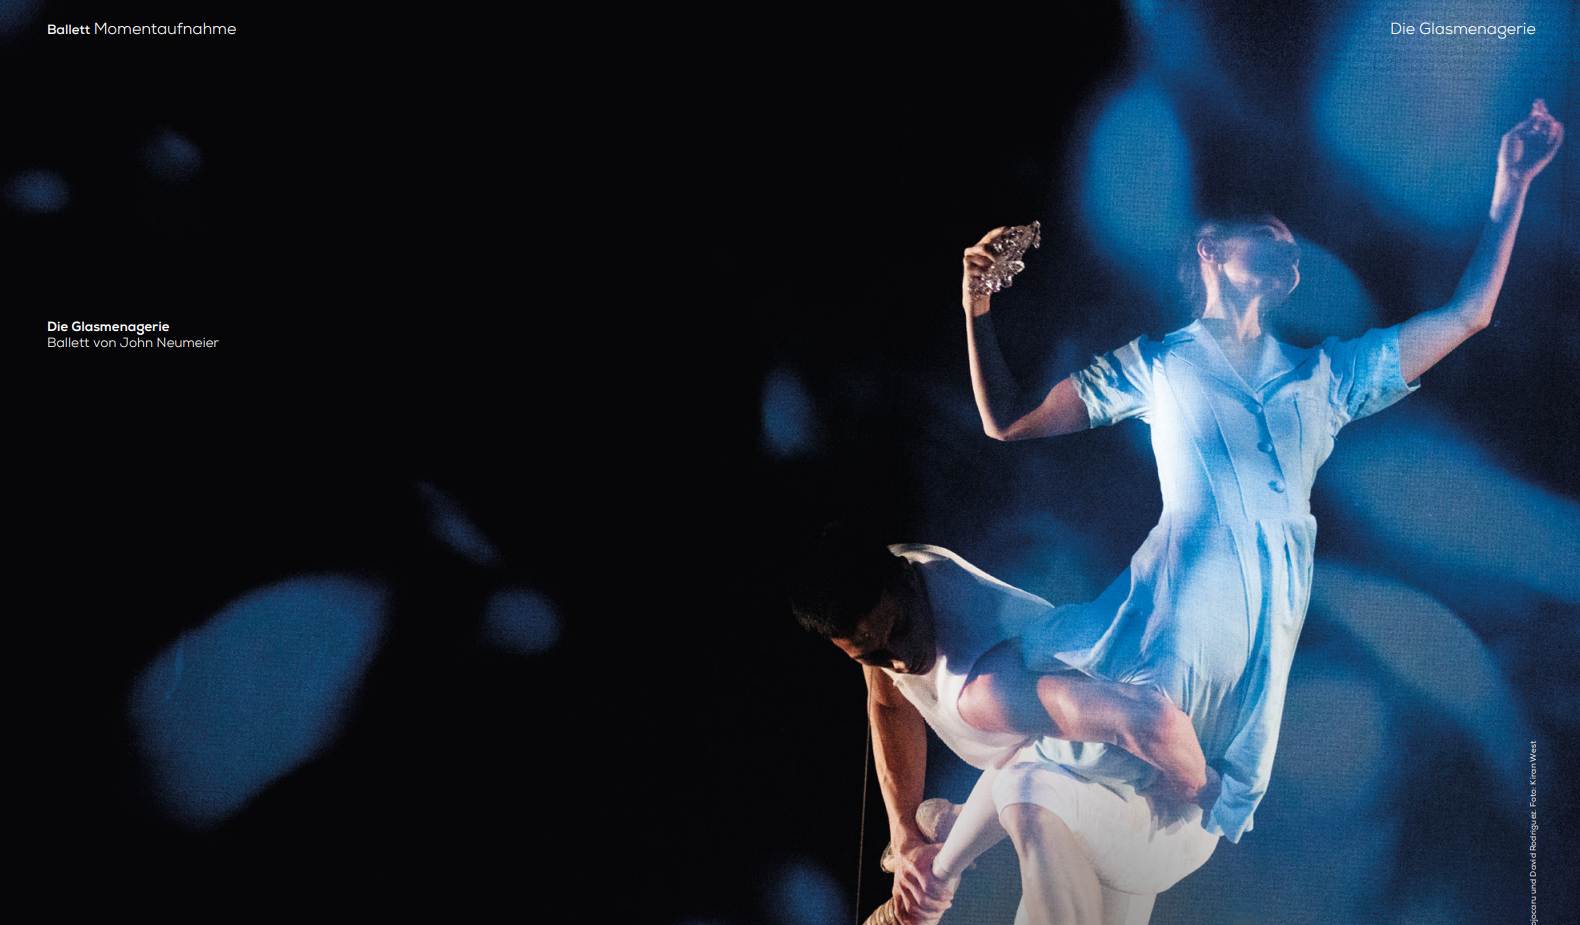 Ballett Momentaufnahme
Die Glasmenagerie
Die Glasmenagerie
Ballett von John Neumeier
und David Rodriguez. Foto: Kiran West